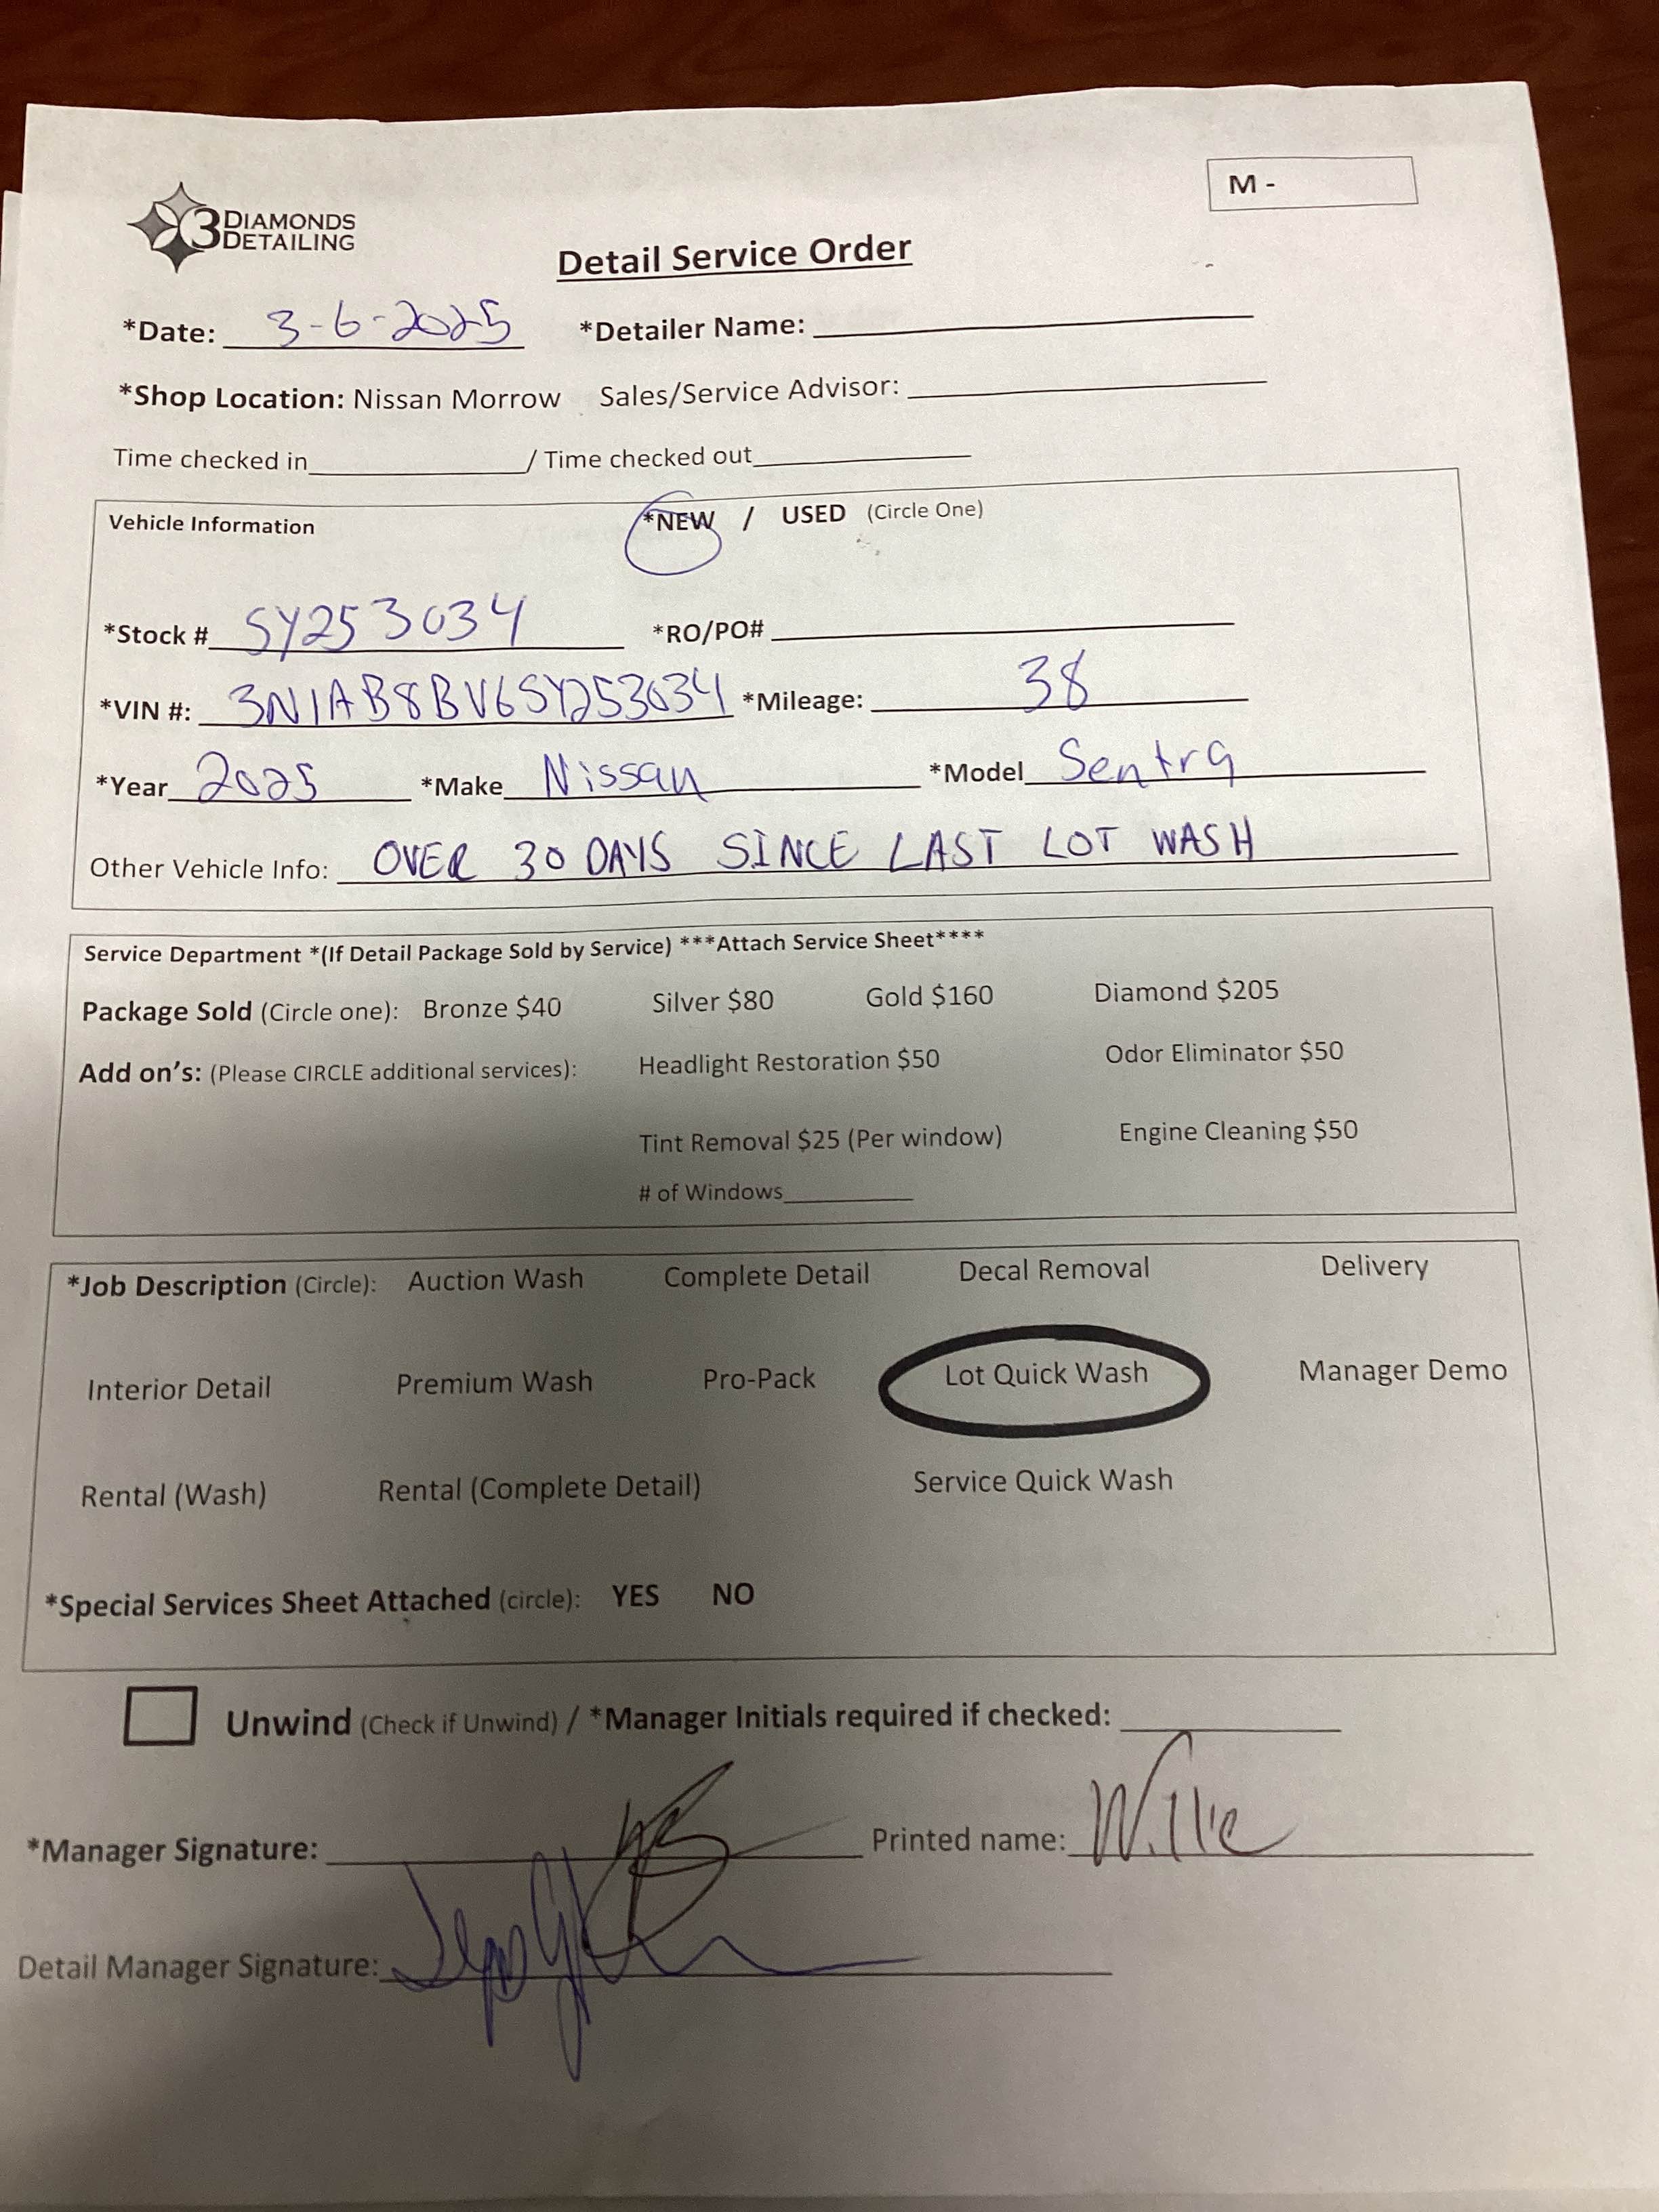 M -
3 DIAMONDS
DETAILING
Detail Service Order
*Date: 3-6-2025 *Detailer Name:
*Shop Location: Nissan Morrow Sales/Service Advisor:
Time checked in / Time checked out
Vehicle Information *NEW / USED (Circle One)
*Stock # SY253034 *RO/PO#
*VIN #: 3N1AB8BV6SY253034 *Mileage: 38
*Year 2025 *Make Nissan *Model Sentra
Other Vehicle Info: OVER 30 DAYS SINCE LAST LOT WASH
Service Department *(If Detail Package Sold by Service) ***Attach Service Sheet****
Package Sold (Circle one): Bronze $40 Silver $80 Gold $160 Diamond $205
Add on's: (Please CIRCLE additional services): Headlight Restoration $50 Odor Eliminator $50
Tint Removal $25 (Per window) Engine Cleaning $50
# of Windows
*Job Description (Circle): Auction Wash Complete Detail Decal Removal Delivery
Interior Detail Premium Wash Pro-Pack Lot Quick Wash Manager Demo
Rental (Wash) Rental (Complete Detail) Service Quick Wash
*Special Services Sheet Attached (circle): YES NO
Unwind (Check if Unwind) / *Manager Initials required if checked:
*Manager Signature: Printed name: Willie
Detail Manager Signature: